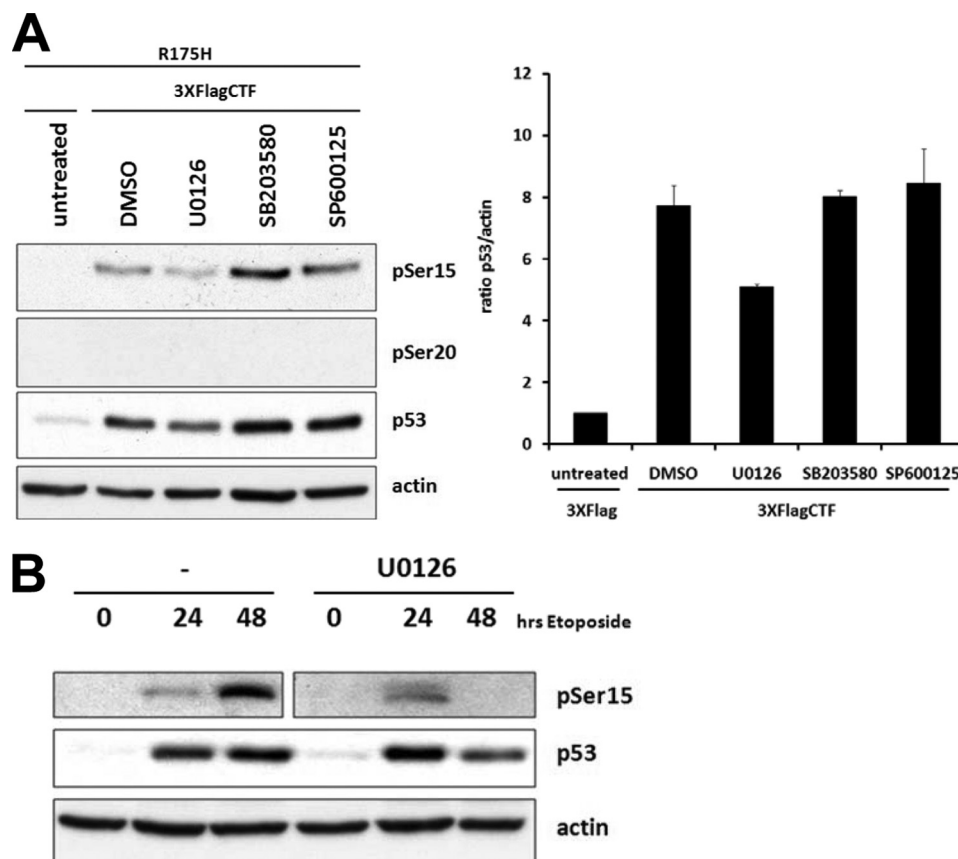 A
R175H
3XFlagCTF
untreated
DMSO
U0126
SB203580
SP600125
pSer15
pSer20
p53
actin
ratio p53/actin
12
10
8
6
4
2
0
untreated DMSO U0126 SB203580 SP600125
3XFlag 3XFlagCTF
B
- U0126
0 24 48 0 24 48 hrs Etoposide
pSer15
p53
actin